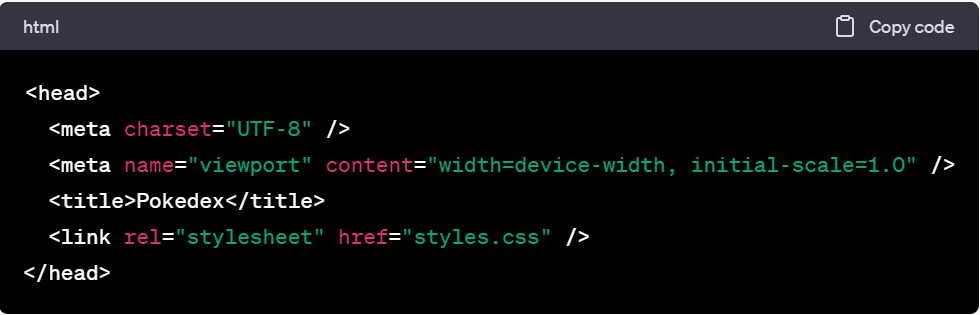 html
Copy code
<head>
<meta charset="UTF-8" />
<meta name="viewport" content="width=device-width, initial-scale=1.0" />
<title>Pokedex</title>
<link rel="stylesheet" href="styles.css" />
</head>